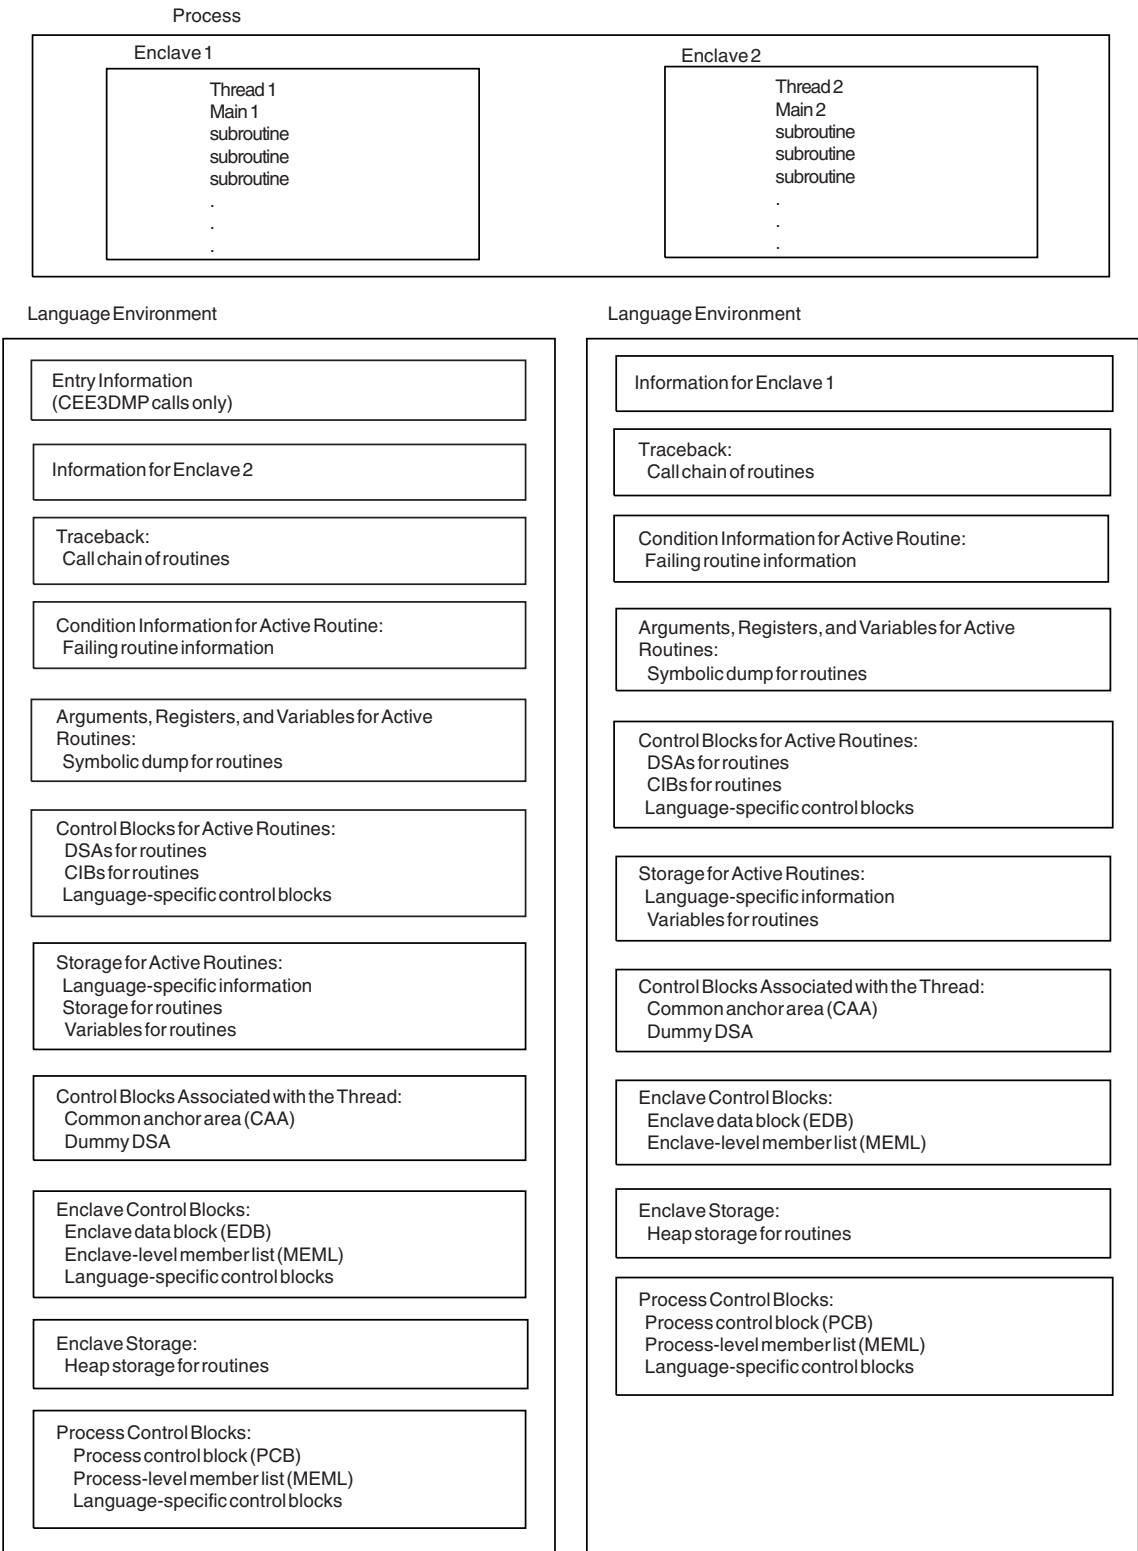 Process
Enclave 1
Thread 1
Main 1
subroutine
subroutine
subroutine
.
.
.
Enclave 2
Thread 2
Main 2
subroutine
subroutine
subroutine
.
.
.
Language Environment
Entry Information
(CEE3DMP calls only)
Information for Enclave 2
Traceback:
Call chain of routines
Condition Information for Active Routine:
Failing routine information
Arguments, Registers, and Variables for Active
Routines:
Symbolic dump for routines
Control Blocks for Active Routines:
DSAs for routines
CIBs for routines
Language-specific control blocks
Storage for Active Routines:
Language-specific information
Storage for routines
Variables for routines
Control Blocks Associated with the Thread:
Common anchor area (CAA)
Dummy DSA
Enclave Control Blocks:
Enclave data block (EDB)
Enclave-level member list (MEML)
Language-specific control blocks
Enclave Storage:
Heap storage for routines
Process Control Blocks:
Process control block (PCB)
Process-level member list (MEML)
Language-specific control blocks
Language Environment
Information for Enclave 1
Traceback:
Call chain of routines
Condition Information for Active Routine:
Failing routine information
Arguments, Registers, and Variables for Active
Routines:
Symbolic dump for routines
Control Blocks for Active Routines:
DSAs for routines
CIBs for routines
Language-specific control blocks
Storage for Active Routines:
Language-specific information
Variables for routines
Control Blocks Associated with the Thread:
Common anchor area (CAA)
Dummy DSA
Enclave Control Blocks:
Enclave data block (EDB)
Enclave-level member list (MEML)
Enclave Storage:
Heap storage for routines
Process Control Blocks:
Process control block (PCB)
Process-level member list (MEML)
Language-specific control blocks